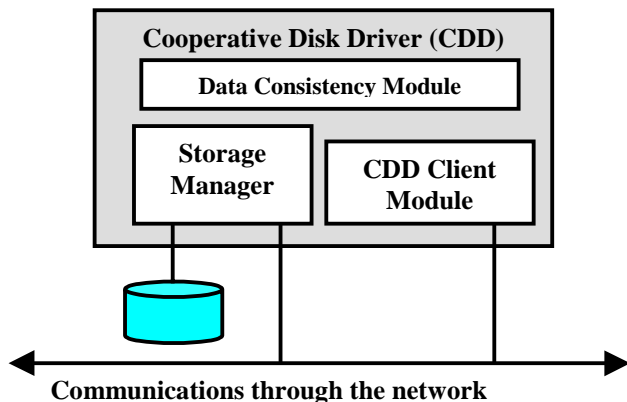 Cooperative Disk Driver (CDD)
Data Consistency Module
Storage
Manager
CDD Client
Module
Communications through the network